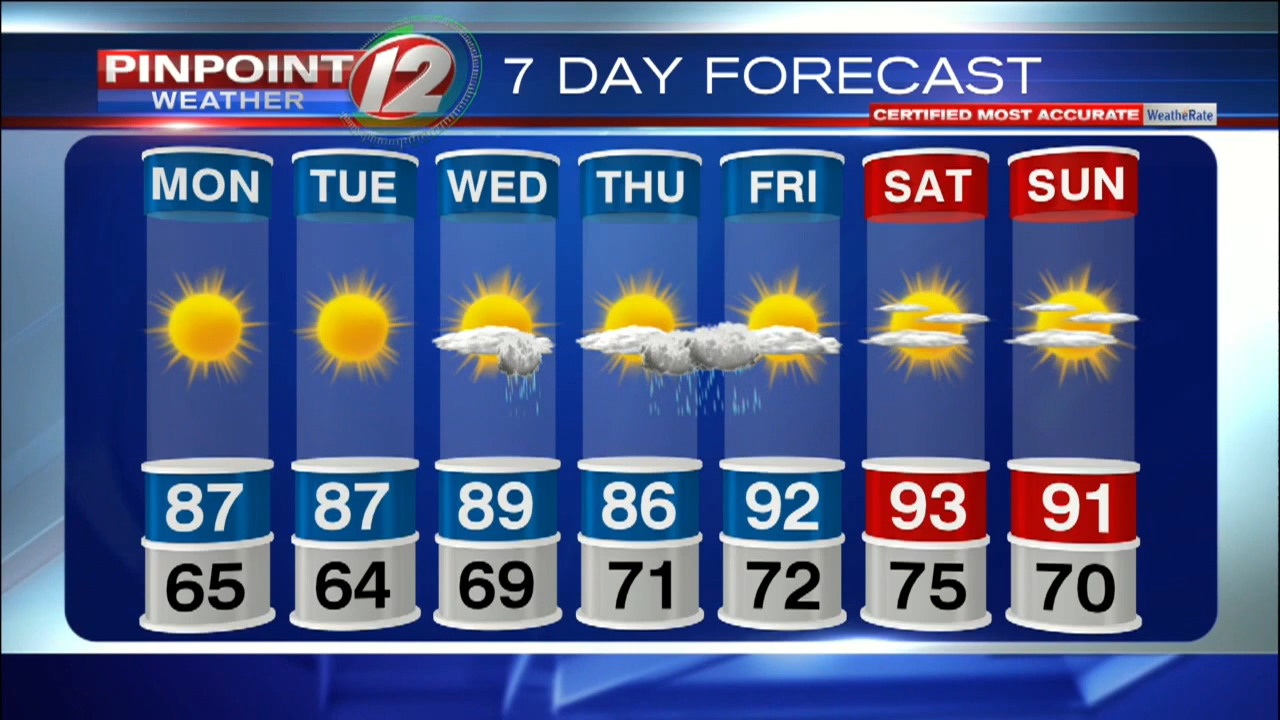 PINPOINT 12
WEATHER
7 DAY FORECAST
CERTIFIED MOST ACCURATE WeatheRate
MON TUE WED THU FRI SAT SUN
87 87 89 86 92 93 91
65 64 69 71 72 75 70